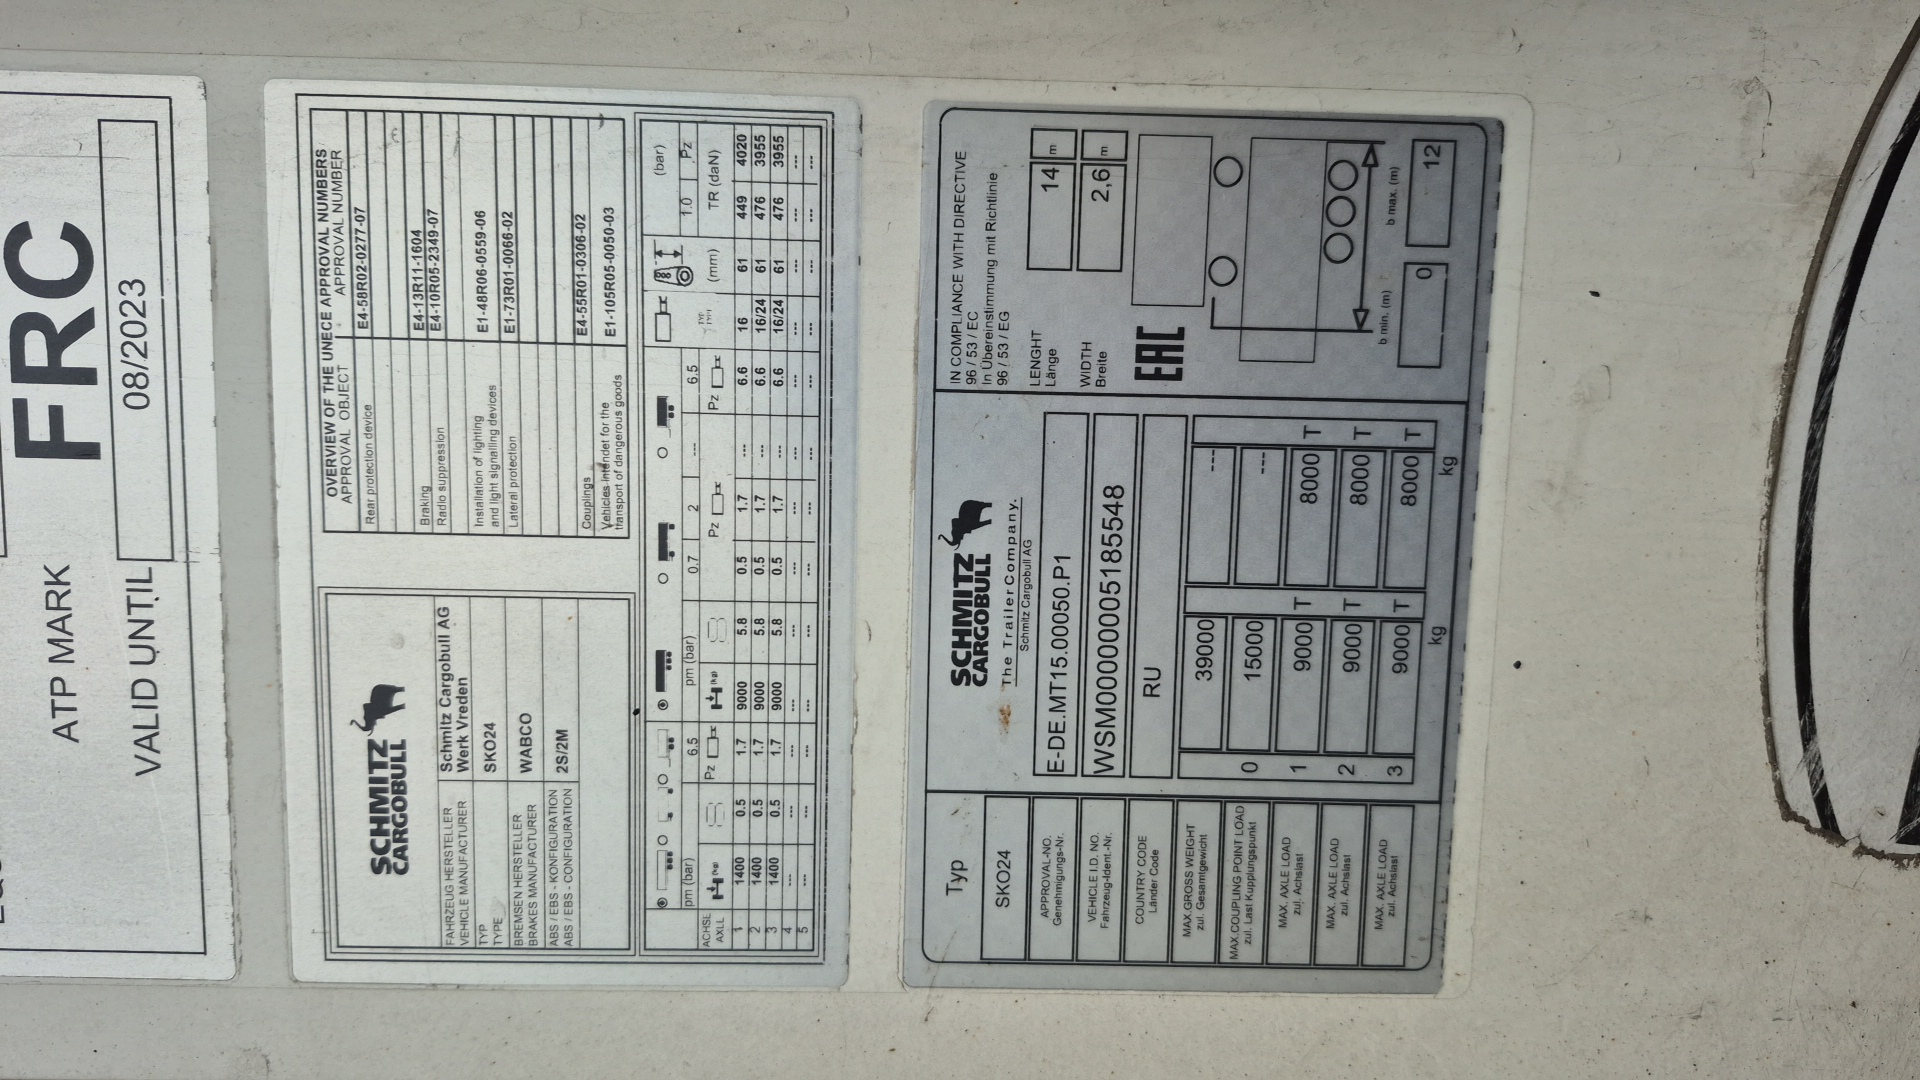 FRC
ATP MARK
VALID UNTIL 08/2023
SCHMITZ
CARGOBULL
FAHRZEUG HERSTELLER
VEHICLE MANUFACTURER
Schmitz Cargobull AG
Werk Vreden
TYP
TYPE
SKO24
BREMSEN HERSTELLER
BRAKES MANUFACTURER
WABCO
ABS / EBS - KONFIGURATION
ABS / EBS - CONFIGURATION
2S/2M
OVERVIEW OF THE UNECE APPROVAL NUMBERS
APPROVAL OBJECT APPROVAL NUMBER
Rear protection device E4-58R02-0277-07
Braking E4-13R11-1604
Radio suppression E4-10R05-2349-07
Installation of lighting
and light signalling devices E1-48R06-0559-06
Lateral protection E1-73R01-0066-02
Couplings E4-55R01-0306-02
Vehicles intendet for the
transport of dangerous goods E1-105R05-0050-03
pm (bar) 6.5 pm (bar) 0.7 2 --- 6.5 1.0 (bar) Pz
ACHSE
AXLE
Pz Pz Pz (mm) TR (daN)
1 1400 0.5 1.7 9000 5.8 0.5 1.7 --- 6.6 16 61 449 4020
2 1400 0.5 1.7 9000 5.8 0.5 1.7 --- 6.6 16/24 61 476 3955
3 1400 0.5 1.7 9000 5.8 0.5 1.7 --- 6.6 16/24 61 476 3955
4 --- --- --- --- --- --- --- --- --- --- --- --- ---
5 --- --- --- --- --- --- --- --- --- --- --- --- ---
Typ
SKO24
SCHMITZ
CARGOBULL
The Trailer Company.
Schmitz Cargobull AG
APPROVAL-NO.
Genehmigungs-Nr.
E-DE.MT15.00050.P1
VEHICLE I.D. NO.
Fahrzeug-Ident.-Nr.
WSM00000005185548
COUNTRY CODE
Länder Code
RU
MAX.GROSS WEIGHT
zul. Gesamtgewicht
39000 ---
MAX.COUPLING POINT LOAD
zul. Last Kupplungspunkt
0 15000 ---
MAX. AXLE LOAD
zul. Achslast
1 9000 T 8000 T
MAX. AXLE LOAD
zul. Achslast
2 9000 T 8000 T
MAX. AXLE LOAD
zul. Achslast
3 9000 T 8000 T
kg kg
IN COMPLIANCE WITH DIRECTIVE
96 / 53 / EC
In Übereinstimmung mit Richtlinie
96 / 53 / EG
LENGHT
Länge
14 m
WIDTH
Breite
2,6 m
EAC
b min. (m) b max. (m)
0 12